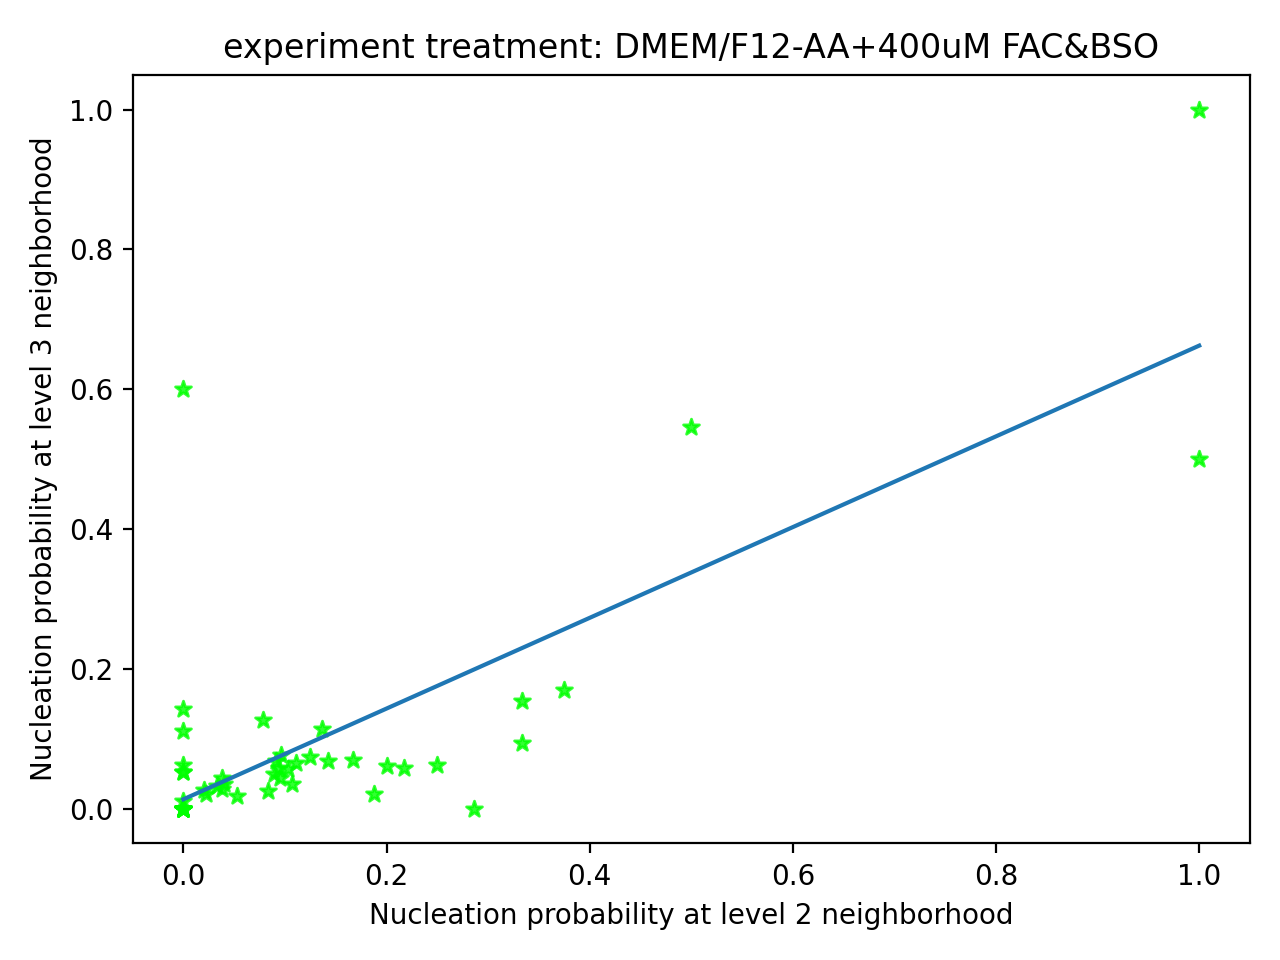 experiment treatment: DMEM/F12-AA+400uM FAC&BSO
Nucleation probability at level 3 neighborhood
1.0
0.8
0.6
0.4
0.2
0.0
0.0 0.2 0.4 0.6 0.8 1.0
Nucleation probability at level 2 neighborhood